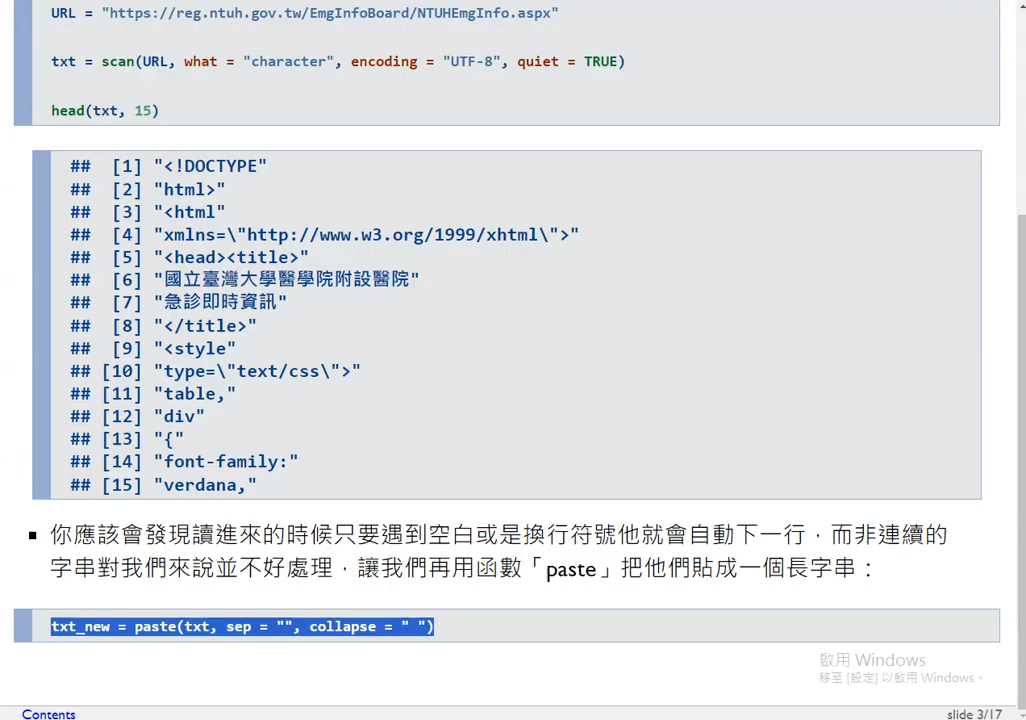 URL = "https://reg.ntuh.gov.tw/EmgInfoBoard/NTUHEmgInfo.aspx"
txt = scan(URL, what = "character", encoding = "UTF-8", quiet = TRUE)
head(txt, 15)
##  [1] "<!DOCTYPE"
##  [2] "html>"
##  [3] "<html"
##  [4] "xmlns=\"http://www.w3.org/1999/xhtml\">"
##  [5] "<head><title>"
##  [6] "國立臺灣大學醫學院附設醫院"
##  [7] "急診即時資訊"
##  [8] "</title>"
##  [9] "<style"
## [10] "type=\"text/css\">"
## [11] "table,"
## [12] "div"
## [13] "{"
## [14] "font-family:"
## [15] "verdana,"
▪ 你應該會發現讀進來的時候只要遇到空白或是換行符號他就會自動下一行，而非連續的
字串對我們來說並不好處理，讓我們再用函數「paste」把他們貼成一個長字串：
txt_new = paste(txt, sep = "", collapse = " ")
啟用 Windows
移至 [設定] 以啟用 Windows。
Contents
slide 3/17